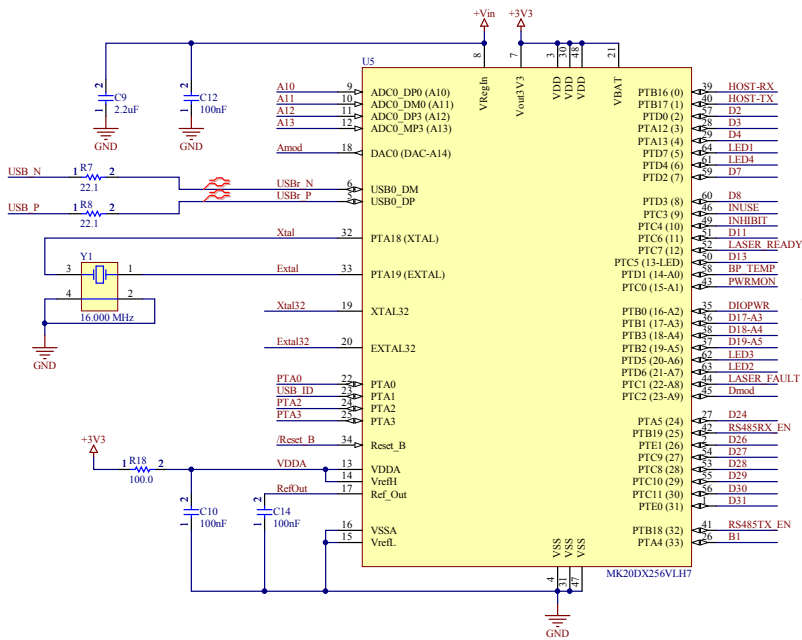 +Vin +3V3
8 7 3 30 48 21
U5
VRegIn Vout3V3 VDD VDD VDD VBAT
2 C9 1 2.2uF GND
2 C12 1 100nF GND
A10 9 ADC0_DP0 (A10) PTB16 (0) 39 HOST-RX
A11 10 ADC0_DM0 (A11) PTB17 (1) 40 HOST-TX
A12 11 ADC0_DP3 (A12) PTD0 (2) 57 D2
A13 12 ADC0_MP3 (A13) PTA12 (3) 28 D3
PTA13 (4) 29 D4
Amod 18 DAC0 (DAC-A14) PTD7 (5) 64 LED1
PTD4 (6) 61 LED4
PTD2 (7) 59 D7
USB_N 1 R7 2 22.1 USBr_N 6 USB0_DM
USB_P 1 R8 2 22.1 USBr_P 5 USB0_DP
PTD3 (8) 60 D8
PTC3 (9) 46 INUSE
PTC4 (10) 49 INHIBIT
Xtal 32 PTA18 (XTAL) PTC6 (11) 51 D11
PTC7 (12) 52 LASER_READY
PTC5 (13-LED) 50 D13
Y1 3 1 4 2 16.000 MHz GND
Extal 33 PTA19 (EXTAL) PTD1 (14-A0) 58 BP_TEMP
PTC0 (15-A1) 43 PWRMON
Xtal32 19 XTAL32 PTB0 (16-A2) 35 DIOPWR
PTB1 (17-A3) 36 D17-A3
PTB3 (18-A4) 38 D18-A4
Extal32 20 EXTAL32 PTB2 (19-A5) 37 D19-A5
PTD5 (20-A6) 62 LED3
PTD6 (21-A7) 63 LED2
PTA0 22 PTA0 PTC1 (22-A8) 44 LASER_FAULT
USB_ID 23 PTA1 PTC2 (23-A9) 45 Dmod
PTA2 24 PTA2
PTA3 25 PTA3 PTA5 (24) 27 D24
PTB19 (25) 42 RS485RX_EN
/Reset_B 34 Reset_B PTE1 (26) 2 D26
PTC9 (27) 54 D27
+3V3 1 R18 2 100.0 VDDA 13 VDDA PTC8 (28) 53 D28
14 VrefH PTC10 (29) 55 D29
RefOut 17 Ref_Out PTC11 (30) 56 D30
PTE0 (31) 1 D31
2 C10 1 100nF
2 C14 1 100nF
16 VSSA PTB18 (32) 41 RS485TX_EN
15 VrefL PTA4 (33) 26 B1
VSS VSS VSS
4 31 47
MK20DX256VLH7
GND